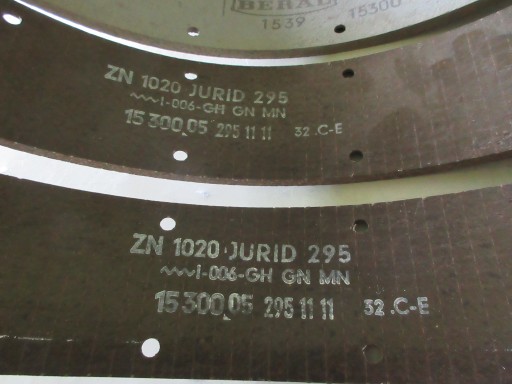 BERAL
1539 - 15300
ZN 1020 JURID 295
i-006-GH GN MN
15 300.05 295 11 11 32.C-E
ZN 1020 JURID 295
i-006-GH GN MN
15 300.05 295 11 11 32.C-E